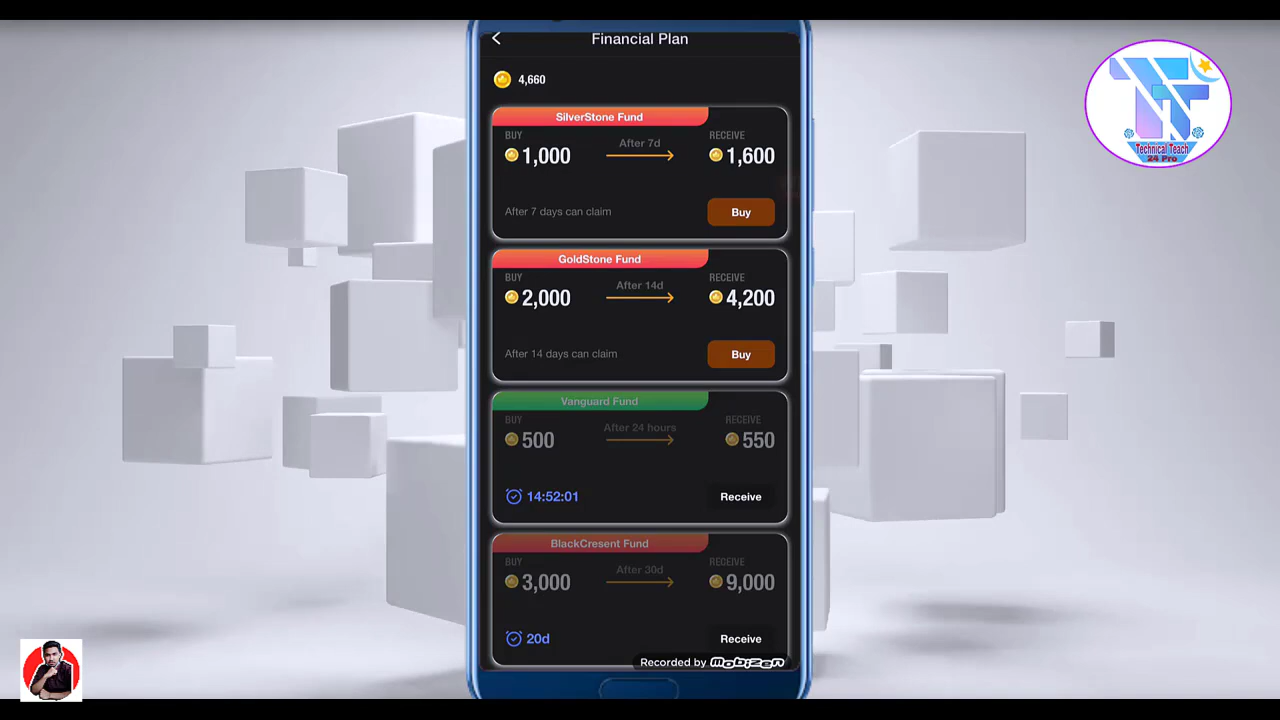 Financial Plan
4,660
SilverStone Fund
BUY
After 7d
RECEIVE
1,000
1,600
After 7 days can claim
Buy
GoldStone Fund
BUY
After 14d
RECEIVE
2,000
4,200
After 14 days can claim
Buy
Vanguard Fund
BUY
After 24 hours
RECEIVE
500
550
14:52:01
Receive
BlackCresent Fund
BUY
After 30d
RECEIVE
3,000
9,000
20d
Receive
Recorded by mobizen
Technical Teach
24 Pro